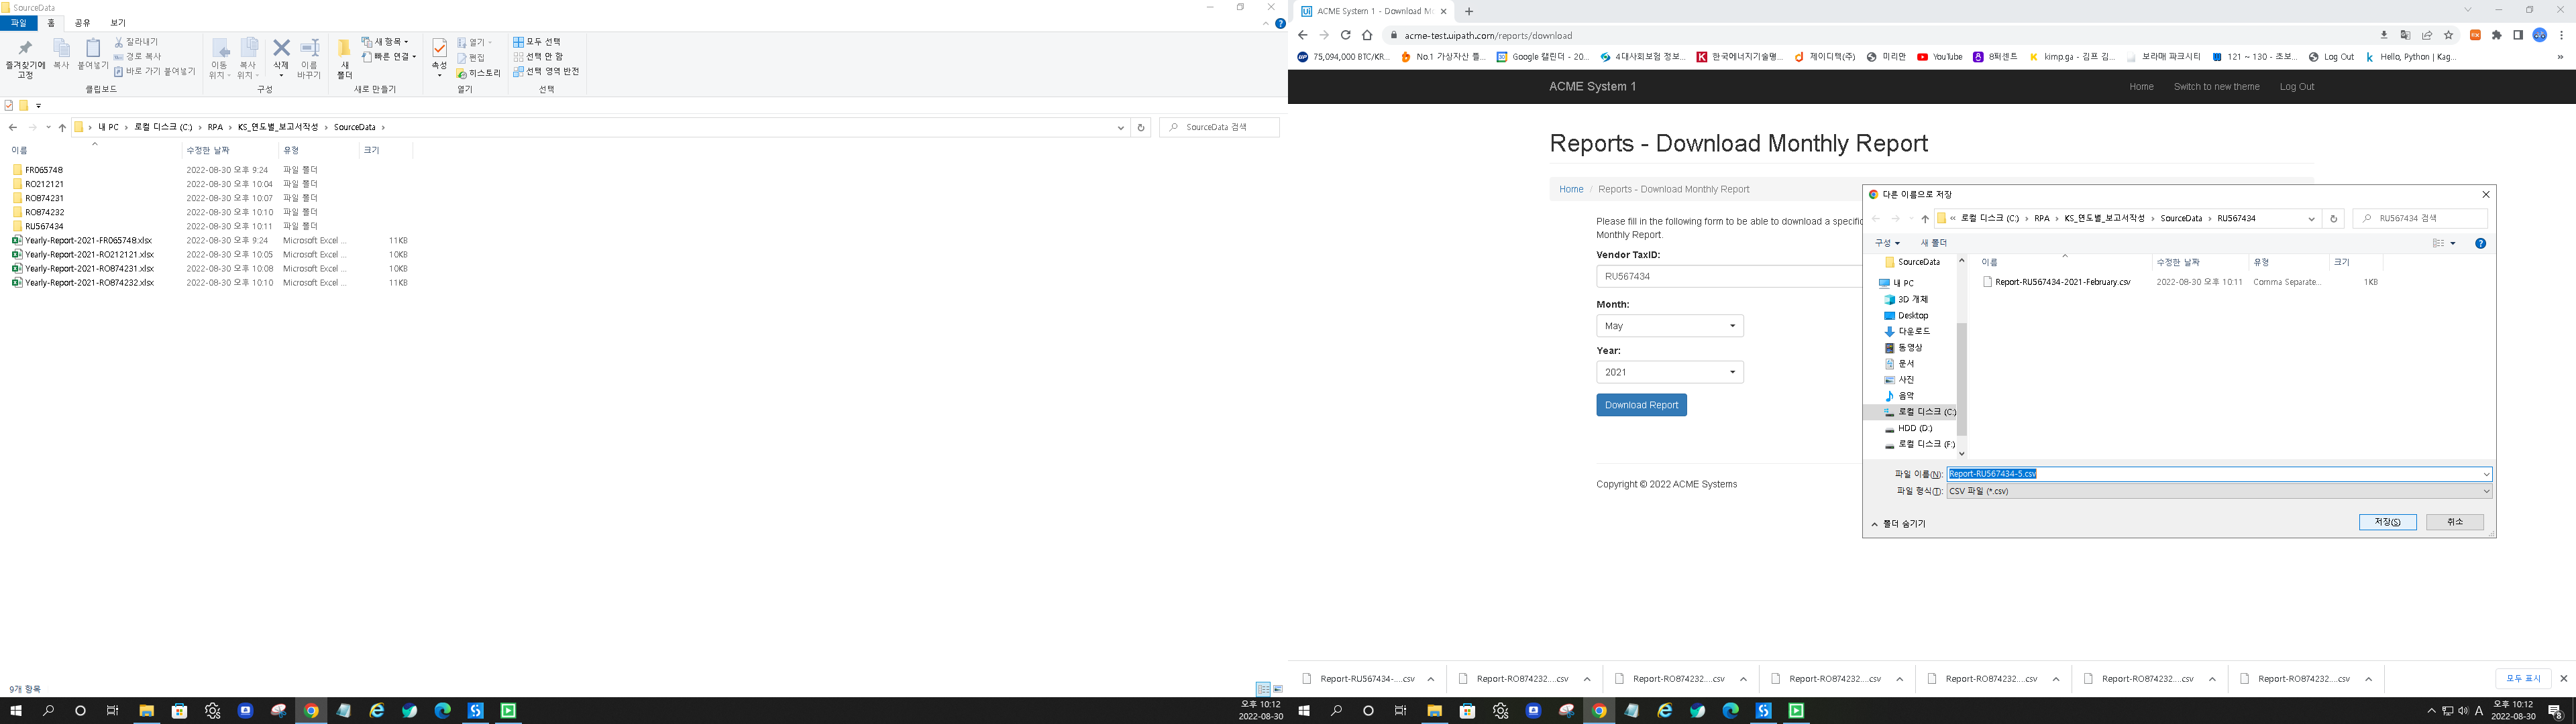 SourceData
파일 홈 공유 보기
즐겨찾기에 고정
복사
붙여넣기
잘라내기
경로 복사
바로 가기 붙여넣기
클립보드
이동 위치
복사 위치
삭제
이름 바꾸기
구성
새 폴더
새 항목
빠른 연결
새로 만들기
속성
열기
편집
히스토리
열기
모두 선택
선택 안 함
선택 영역 반전
선택
내 PC › 로컬 디스크 (C:) › RPA › KS_연도별_보고서작성 › SourceData ›
SourceData 검색
이름 수정한 날짜 유형 크기
FR065748 2022-08-30 오후 9:24 파일 폴더
RO212121 2022-08-30 오후 10:04 파일 폴더
RO874231 2022-08-30 오후 10:07 파일 폴더
RO874232 2022-08-30 오후 10:10 파일 폴더
RU567434 2022-08-30 오후 10:11 파일 폴더
Yearly-Report-2021-FR065748.xlsx 2022-08-30 오후 9:24 Microsoft Excel ... 11KB
Yearly-Report-2021-RO212121.xlsx 2022-08-30 오후 10:05 Microsoft Excel ... 10KB
Yearly-Report-2021-RO874231.xlsx 2022-08-30 오후 10:08 Microsoft Excel ... 10KB
Yearly-Report-2021-RO874232.xlsx 2022-08-30 오후 10:10 Microsoft Excel ... 11KB
9개 항목
오후 10:12
2022-08-30
ACME System 1 - Download M
acme-test.uipath.com/reports/download
75,094,000 BTC/KR... No.1 가상자산 플... Google 캘린더 - 20... 4대사회보험 정보... 한국에너지기술평... 제이디텍(주) 미리만 YouTube 8퍼센트 kimp.ga - 김프 김... 보라매 파크시티 121 ~ 130 - 초보... Log Out Hello, Python | Kag... »
ACME System 1
Home Switch to new theme Log Out
Reports - Download Monthly Report
Home / Reports - Download Monthly Report
Please fill in the following form to be able to download a specific
Monthly Report.
Vendor TaxID:
RU567434
Month:
May
Year:
2021
Download Report
Copyright © 2022 ACME Systems
다른 이름으로 저장
« 로컬 디스크 (C:) › RPA › KS_연도별_보고서작성 › SourceData › RU567434
RU567434 검색
구성 새 폴더
SourceData
내 PC
3D 개체
Desktop
다운로드
동영상
문서
사진
음악
로컬 디스크 (C:)
HDD (D:)
로컬 디스크 (F:)
이름 수정한 날짜 유형 크기
Report-RU567434-2021-February.csv 2022-08-30 오후 10:11 Comma Separate... 1KB
파일 이름(N): Report-RU567434-5.csv
파일 형식(T): CSV 파일 (*.csv)
폴더 숨기기
저장(S) 취소
Report-RU567434-....csv Report-RO874232....csv Report-RO874232....csv Report-RO874232....csv Report-RO874232....csv Report-RO874232....csv Report-RO874232....csv 모두 표시
A
오후 10:12
2022-08-30